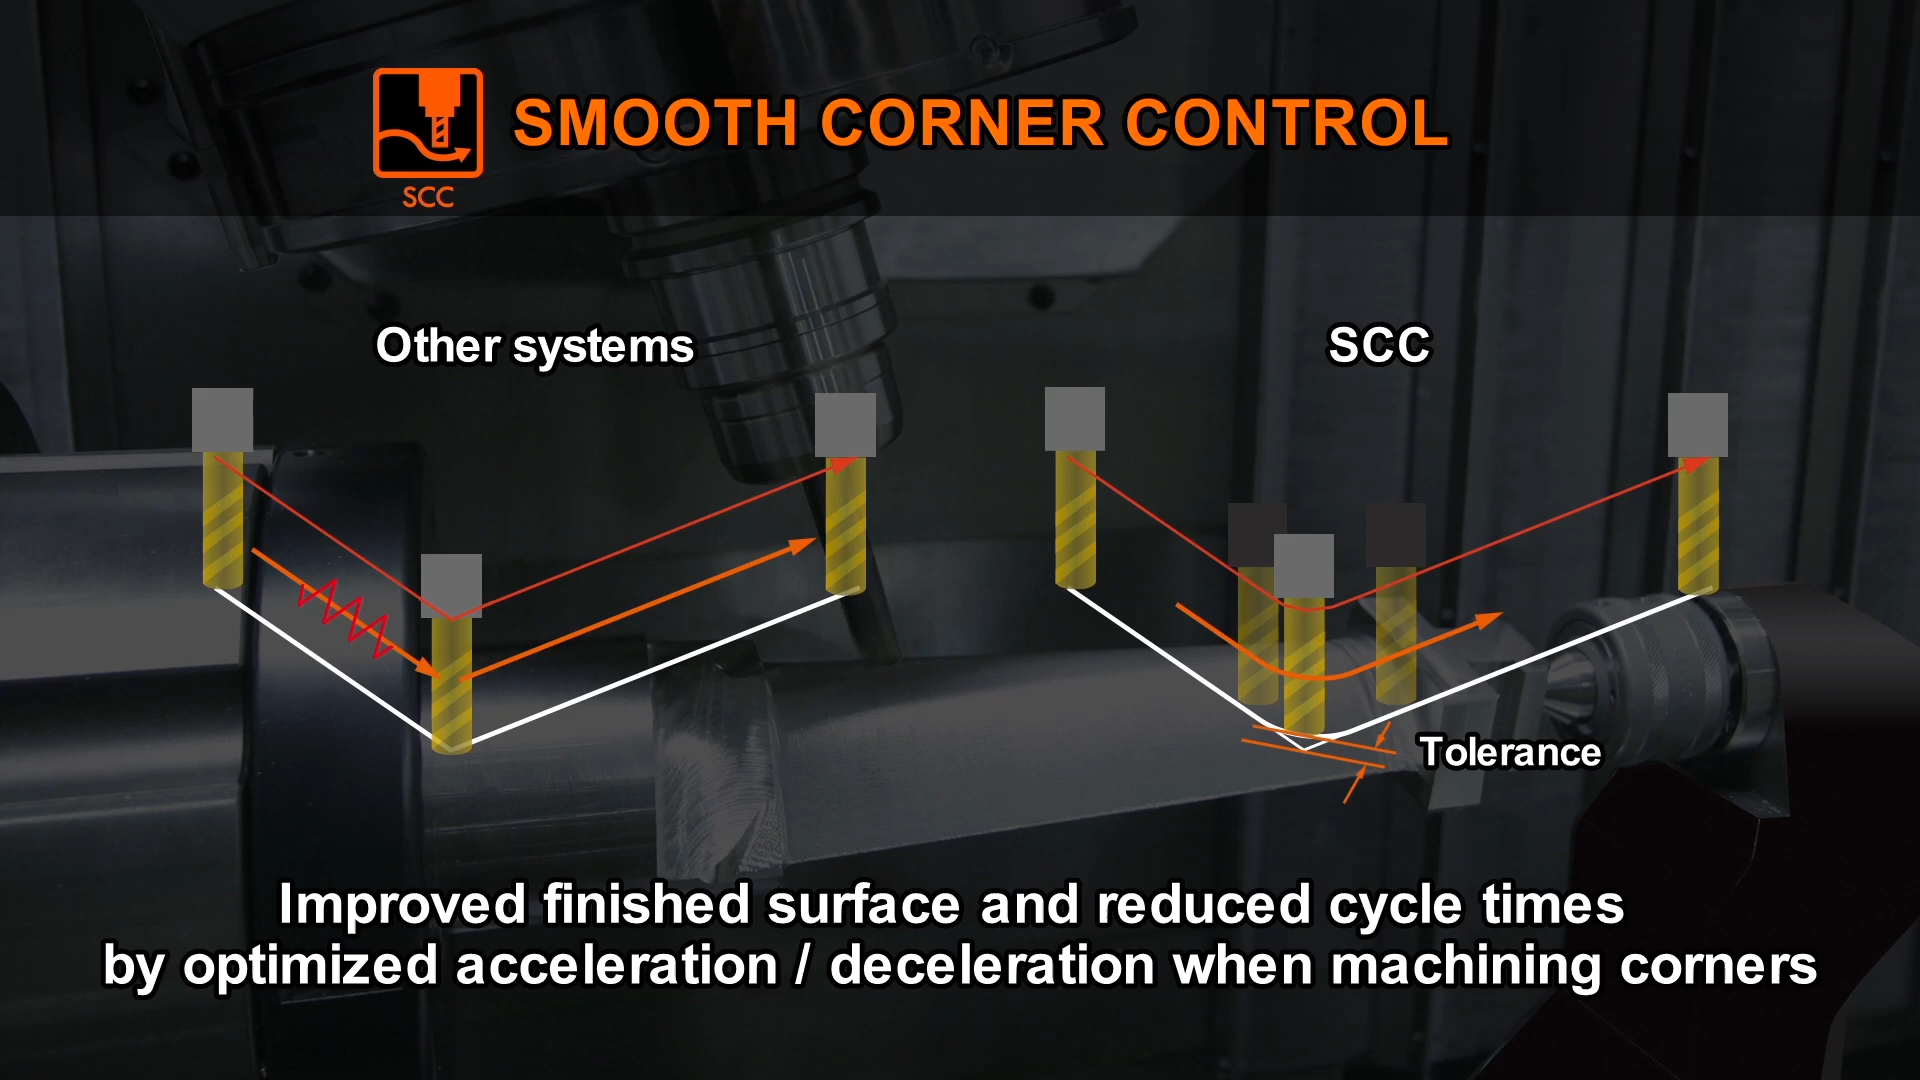 SMOOTH CORNER CONTROL
SCC
Other systems
SCC
Tolerance
Improved finished surface and reduced cycle times
by optimized acceleration / deceleration when machining corners